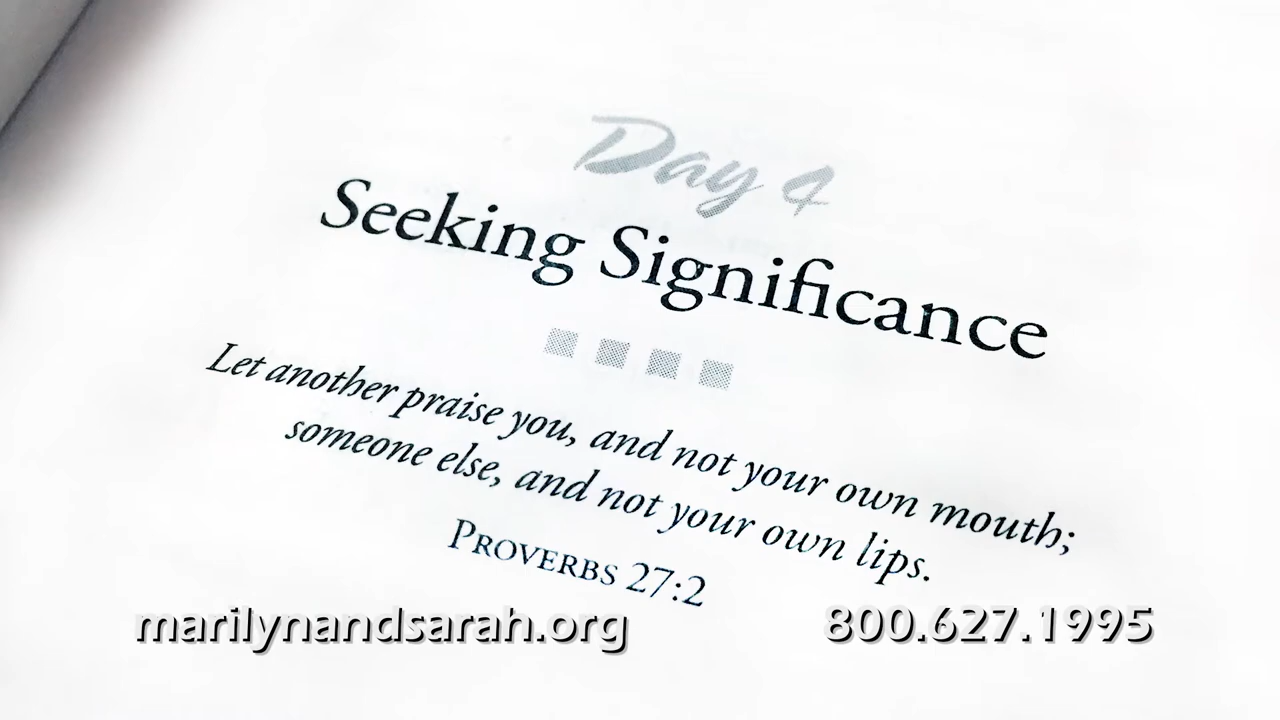 Day 4
Seeking Significance
Let another praise you, and not your own mouth;
someone else, and not your own lips.
Proverbs 27:2
marilynandsarah.org
800.627.1995